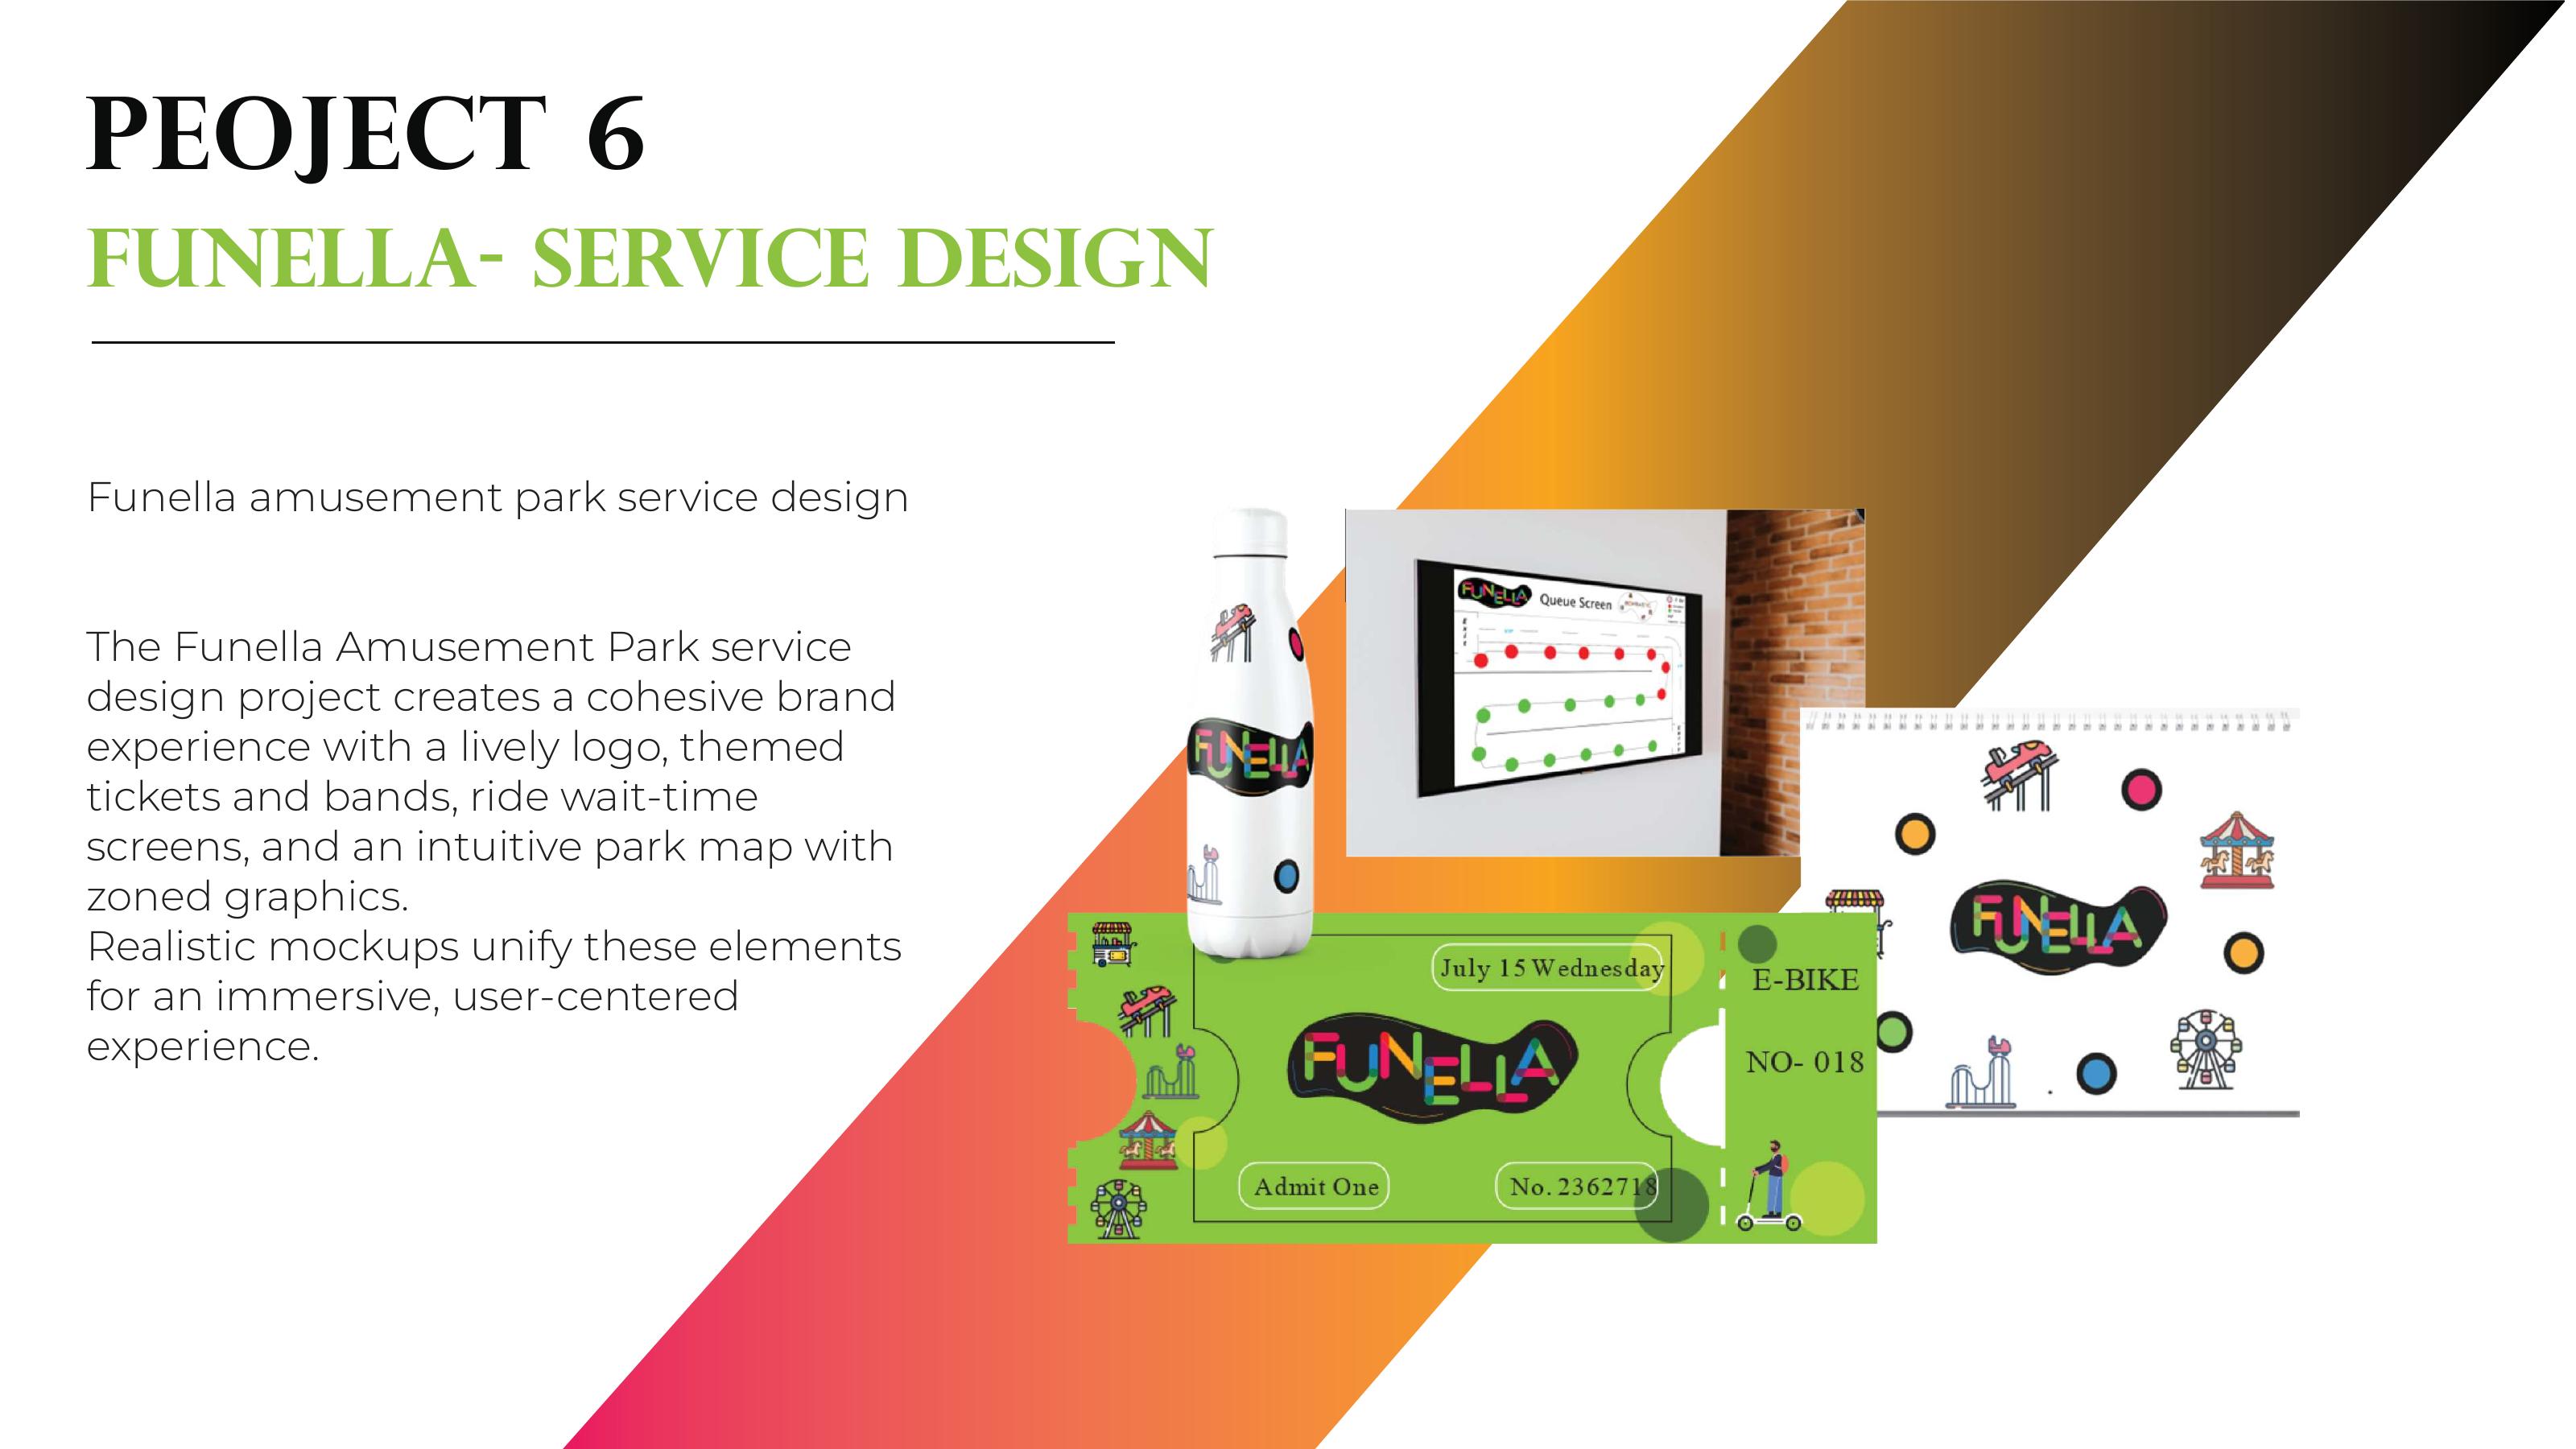 PEOJECT 6
FUNELLA- SERVICE DESIGN
Funella amusement park service design
The Funella Amusement Park service
design project creates a cohesive brand
experience with a lively logo, themed
tickets and bands, ride wait-time
screens, and an intuitive park map with
zoned graphics.
Realistic mockups unify these elements
for an immersive, user-centered
experience.
FUNELLA
FUNELLA
Queue Screen
FUNELLA
July 15 Wednesday
FUNELLA
Admit One
No. 2362718
E-BIKE
NO- 018